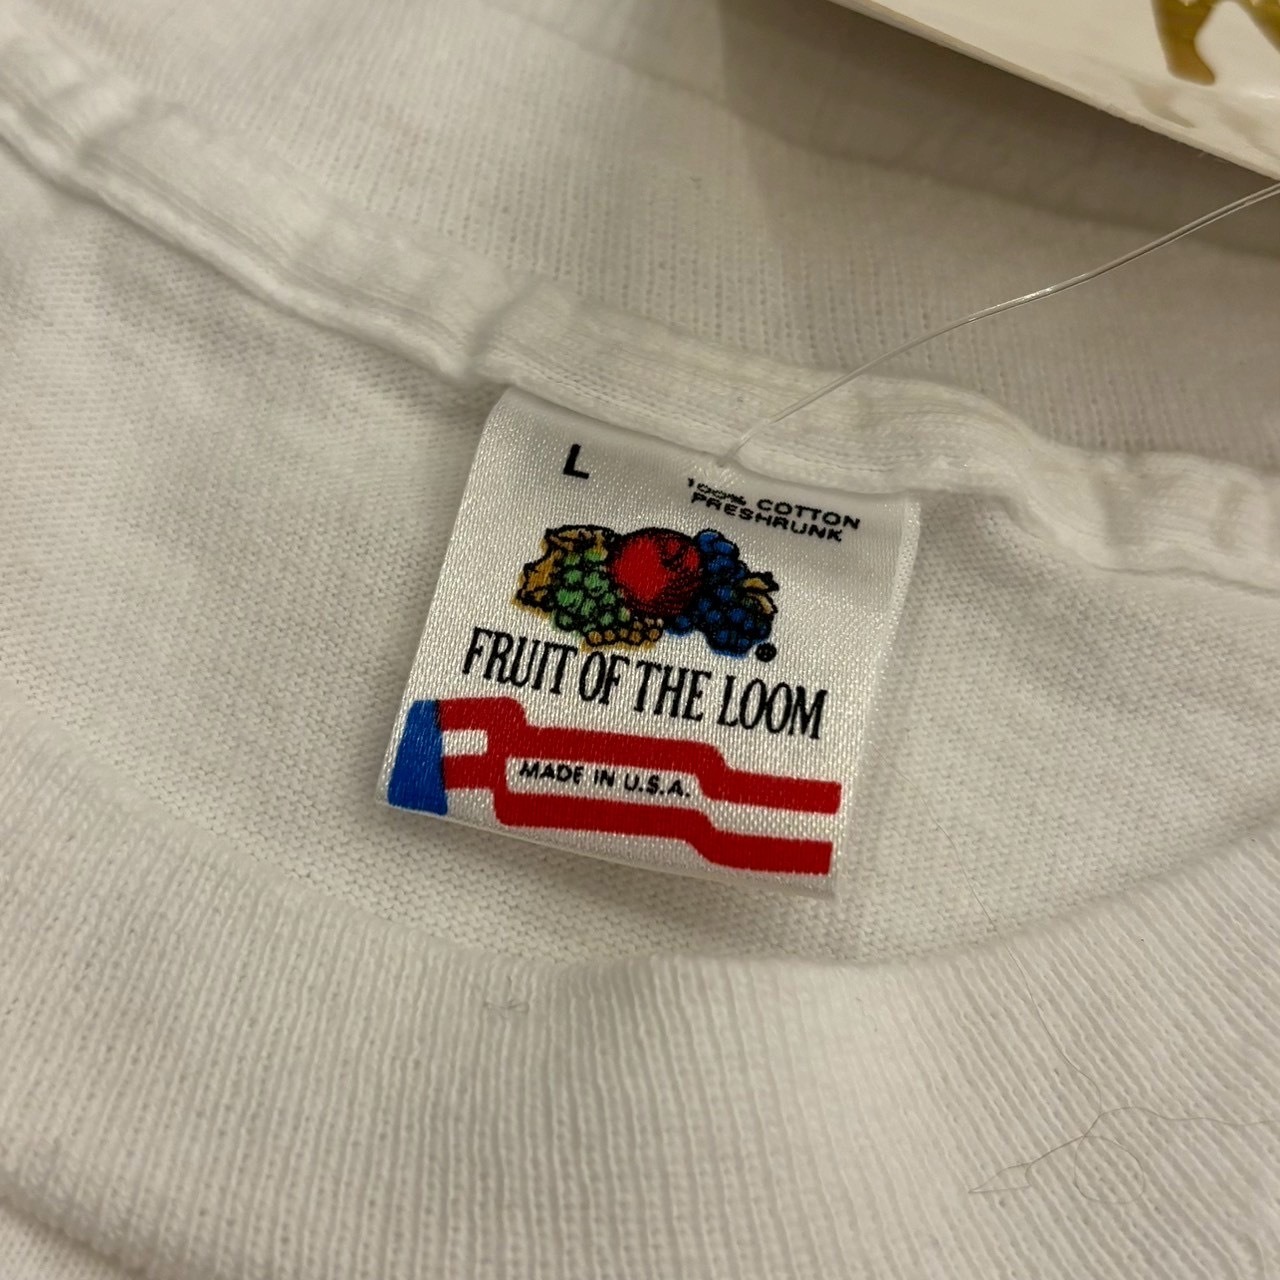 L
100% COTTON
PRESHRUNK
®
FRUIT OF THE LOOM
MADE IN U.S.A.